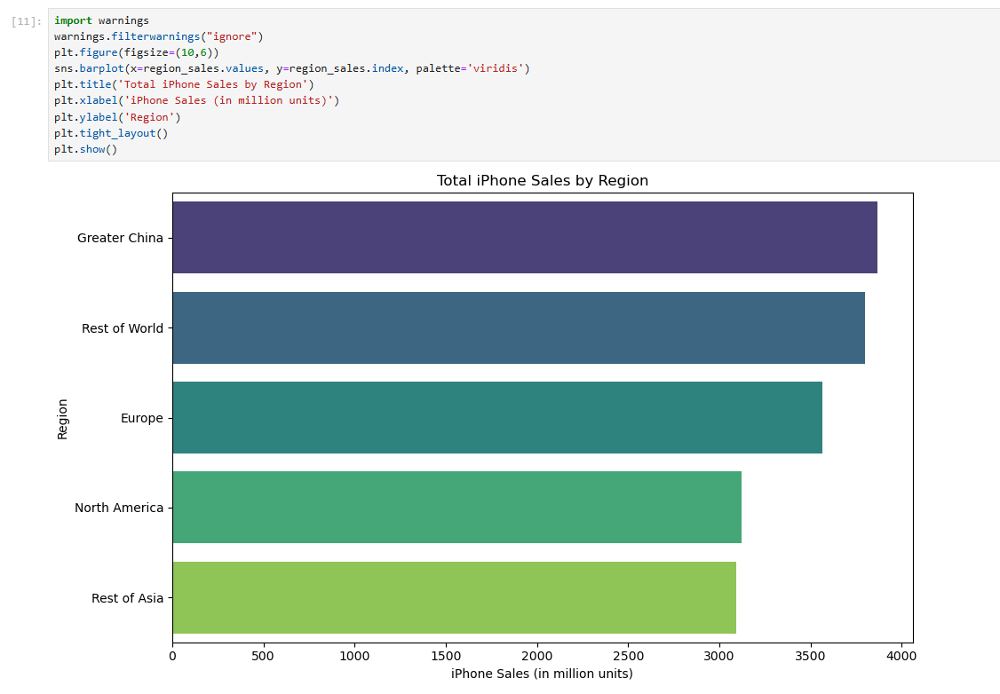 [11]:
import warnings
warnings.filterwarnings("ignore")
plt.figure(figsize=(10,6))
sns.barplot(x=region_sales.values, y=region_sales.index, palette='viridis')
plt.title('Total iPhone Sales by Region')
plt.xlabel('iPhone Sales (in million units)')
plt.ylabel('Region')
plt.tight_layout()
plt.show()
Total iPhone Sales by Region
Greater China
Rest of World
Europe
North America
Rest of Asia
Region
0 500 1000 1500 2000 2500 3000 3500 4000
iPhone Sales (in million units)